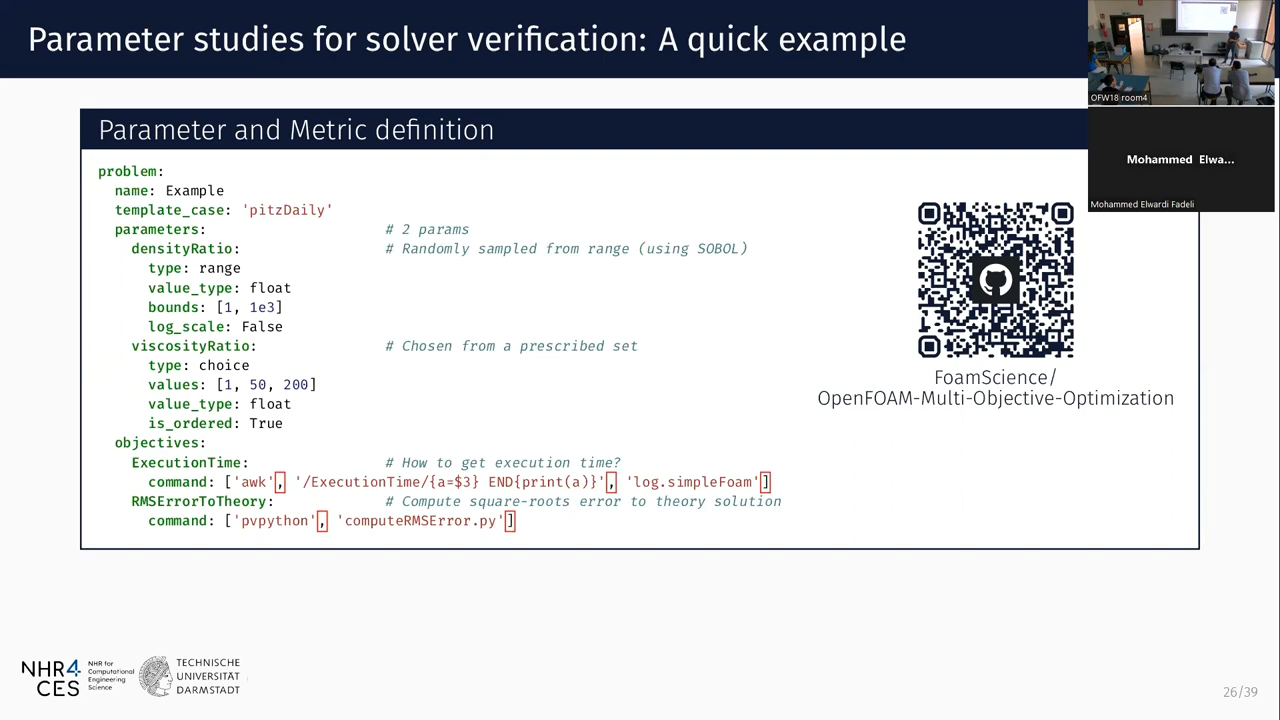 Parameter studies for solver verification: A quick example
OFW18 room4
Mohammed Elwa...
Mohammed Elwardi Fadeli
Parameter and Metric definition
problem:
name: Example
template_case: 'pitzDaily'
parameters: # 2 params
densityRatio: # Randomly sampled from range (using SOBOL)
type: range
value_type: float
bounds: [1, 1e3]
log_scale: False
viscosityRatio: # Chosen from a prescribed set
type: choice
values: [1, 50, 200]
value_type: float
is_ordered: True
objectives:
ExecutionTime: # How to get execution time?
command: ['awk', '/ExecutionTime/{a=$3} END{print(a)}', 'log.simpleFoam']
RMSErrorToTheory: # Compute square-roots error to theory solution
command: ['pvpython', 'computeRMSError.py']
FoamScience/
OpenFOAM-Multi-Objective-Optimization
NHR4
CES
NHR for
Computational
Engineering
Science
TECHNISCHE
UNIVERSITÄT
DARMSTADT
26/39